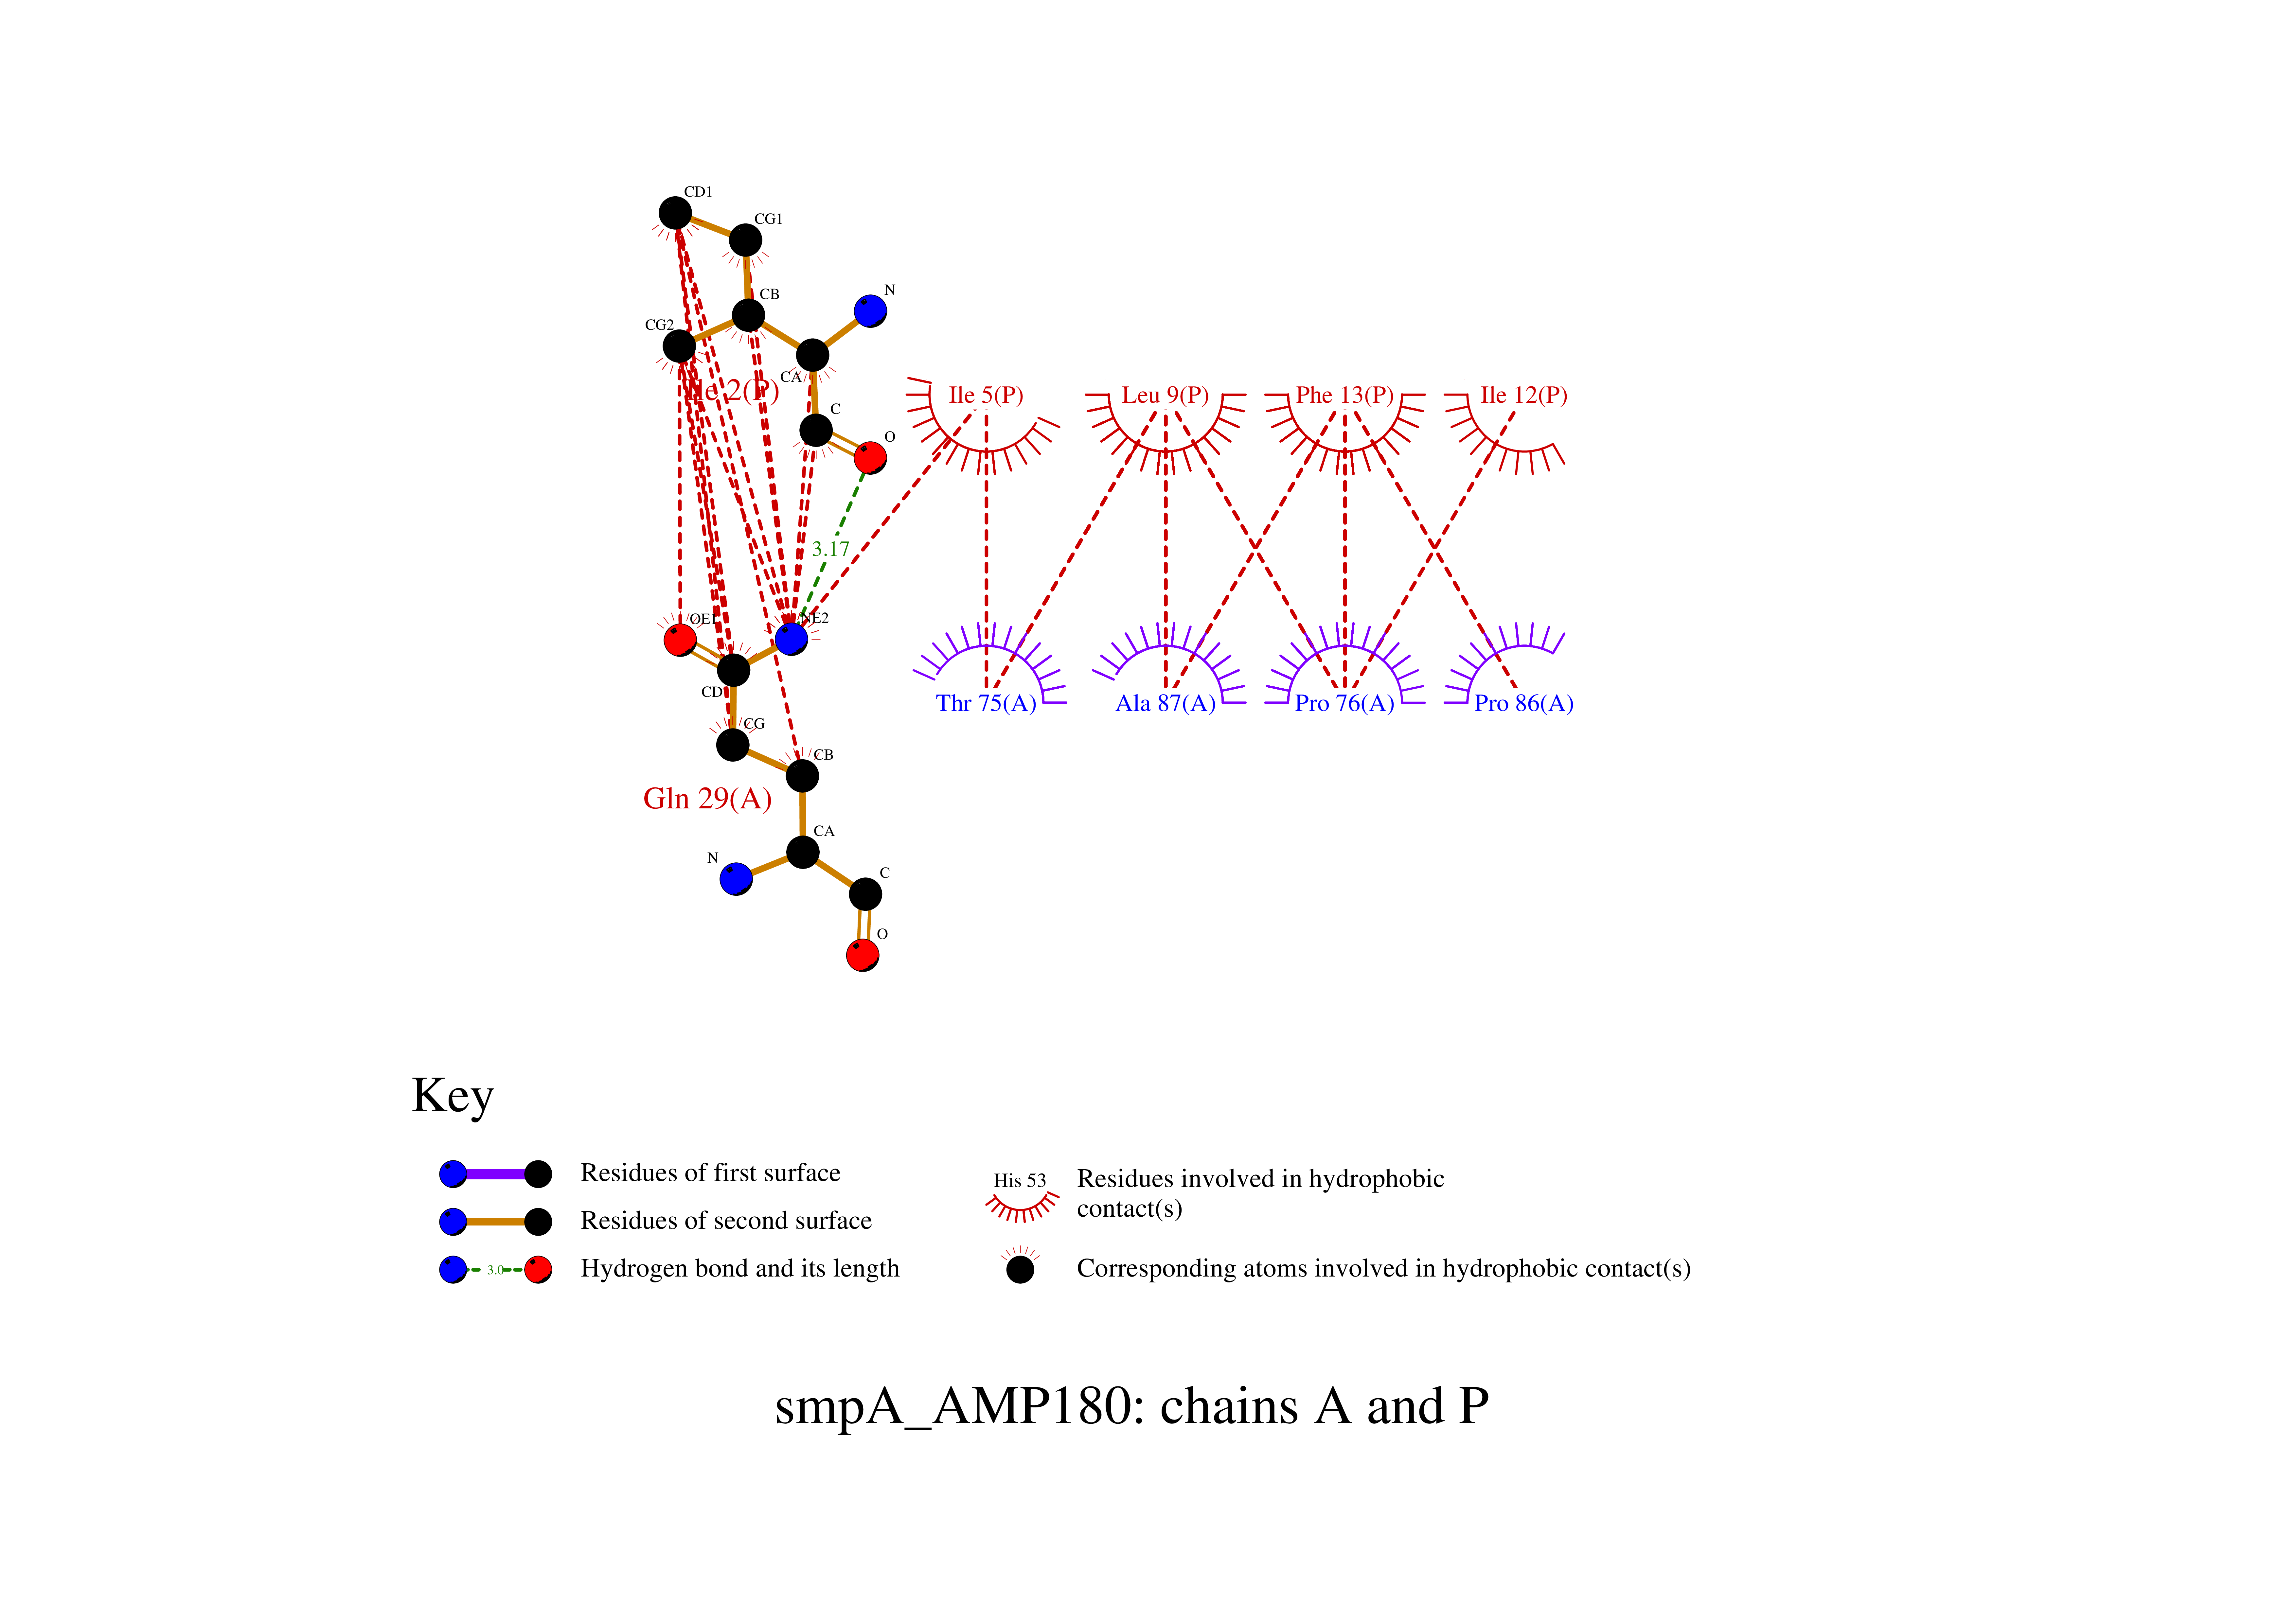 CD1
CG1
N
CB
CG2
CA
Ile 2(P)
Ile 5(P)
Leu 9(P)
Phe 13(P)
Ile 12(P)
C
O
3.17
OE1
NE2
CD
Thr 75(A)
Ala 87(A)
Pro 76(A)
Pro 86(A)
CG
CB
Gln 29(A)
CA
N
C
O
Key
Residues of first surface
Residues of second surface
3.0
Hydrogen bond and its length
His 53
Residues involved in hydrophobic
contact(s)
Corresponding atoms involved in hydrophobic contact(s)
smpA_AMP180: chains A and P